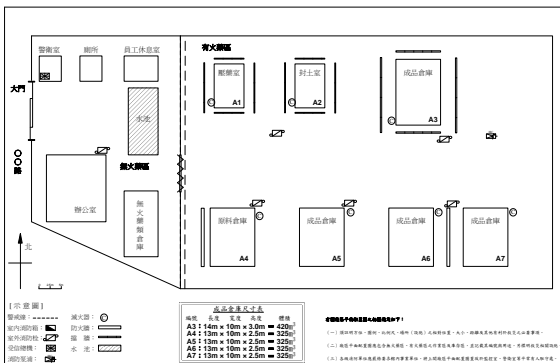 警衛室
廁所
員工休息室
有火藥區
大門
水池
壓藥室
A1
封土室
A2
成品倉庫
A3
無火藥區
〇〇路
辦公室
無火藥類倉庫
原料倉庫
A4
成品倉庫
A5
成品倉庫
A6
成品倉庫
A7
北
[示意圖]
警戒線：
滅火器：
室內消防箱：
防火牆：
室外消防栓：
擋牆：
受信總機：
水池：
消防泵浦：
成品倉庫尺寸表
編號 長度 寬度 高度 體積
A3：14m × 10m × 3.0m = 420m³
A4：13m × 10m × 2.5m = 325m³
A5：13m × 10m × 2.5m = 325m³
A6：13m × 10m × 2.5m = 325m³
A7：13m × 10m × 2.5m = 325m³